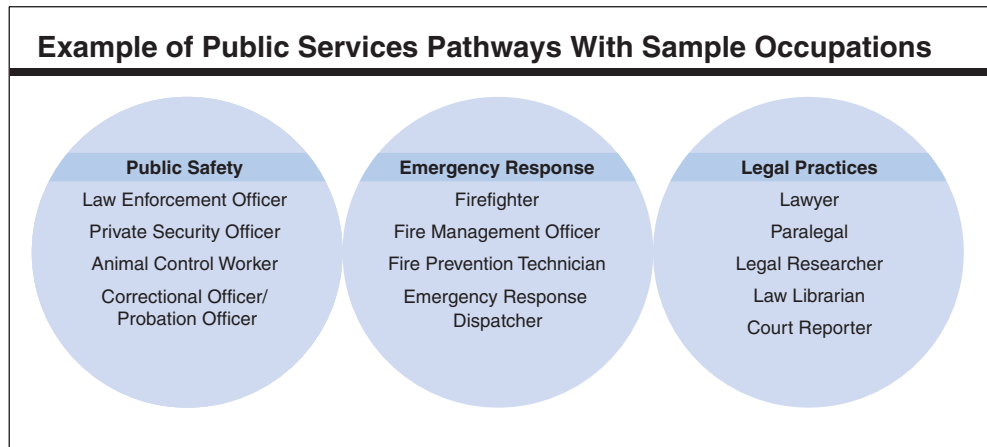 Example of Public Services Pathways With Sample Occupations
Public Safety
Law Enforcement Officer
Private Security Officer
Animal Control Worker
Correctional Officer/
Probation Officer
Emergency Response
Firefighter
Fire Management Officer
Fire Prevention Technician
Emergency Response
Dispatcher
Legal Practices
Lawyer
Paralegal
Legal Researcher
Law Librarian
Court Reporter